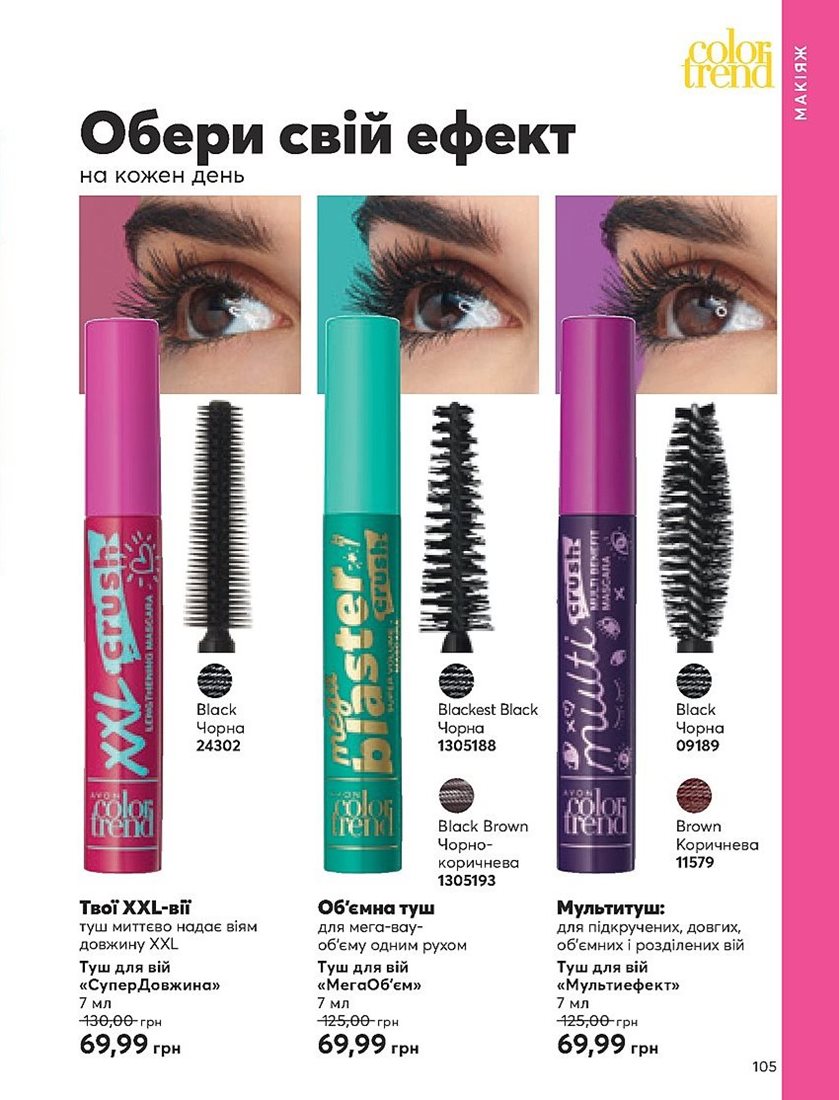 color
trend
МАКІЯЖ
Обери свій ефект
на кожен день
XXL crush
LENGTHENING MASCARA
AVON
color
trend
Black
Чорна
24302
mega
blaster
crush
SUPER VOLUME
MASCARA
AVON
color
trend
Blackest Black
Чорна
1305188
Black Brown
Чорно-
коричнева
1305193
multi
crush
MULTI BENEFIT
MASCARA
AVON
color
trend
Black
Чорна
09189
Brown
Коричнева
11579
Твої XXL-вії
туш миттєво надає віям
довжину XXL
Туш для вій
«СуперДовжина»
7 мл
130,00 грн
69,99 грн
Об'ємна туш
для мега-вау-
об'єму одним рухом
Туш для вій
«МегаОб'єм»
7 мл
125,00 грн
69,99 грн
Мультитуш:
для підкручених, довгих,
об'ємних і розділених вій
Туш для вій
«Мультиефект»
7 мл
125,00 грн
69,99 грн
105